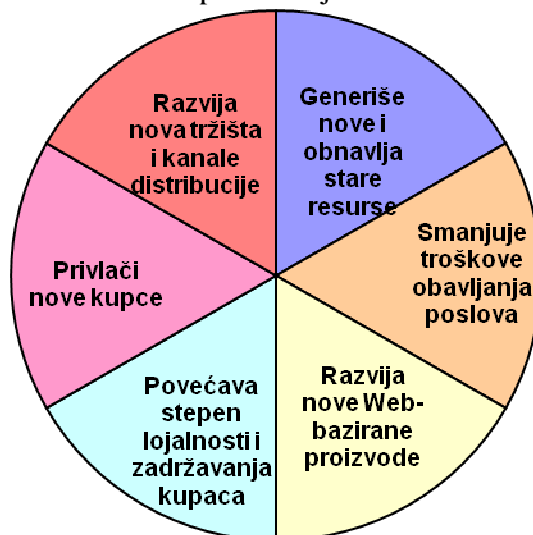 Generiše
nove i
obnavlja
stare
resurse
Smanjuje
troškove
obavljanja
poslova
Razvija
nove Web-
bazirane
proizvode
Povećava
stepen
lojalnosti i
zadržavanja
kupaca
Privlači
nove kupce
Razvija
nova tržišta
i kanale
distribucije